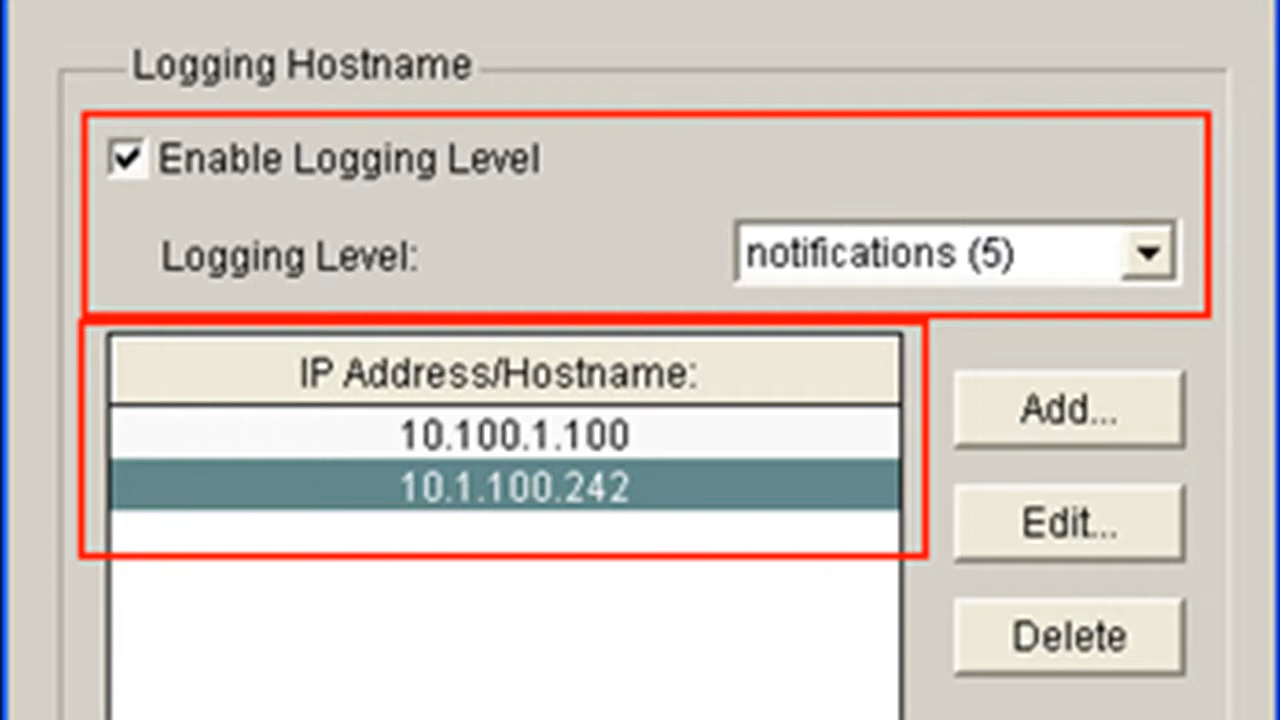 Logging Hostname
Enable Logging Level
Logging Level:
notifications (5)
IP Address/Hostname:
10.100.1.100
10.1.100.242
Add...
Edit...
Delete